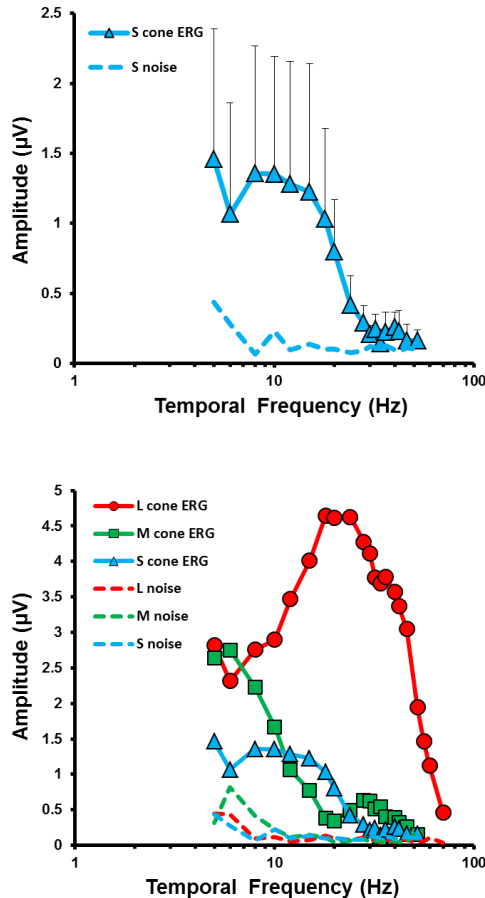 2.5
2
1.5
1
0.5
0
Amplitude (µV)
S cone ERG
S noise
1
10
100
Temporal Frequency (Hz)
5
4.5
4
3.5
3
2.5
2
1.5
1
0.5
0
Amplitude (µV)
L cone ERG
M cone ERG
S cone ERG
L noise
M noise
S noise
1
10
100
Temporal Frequency (Hz)